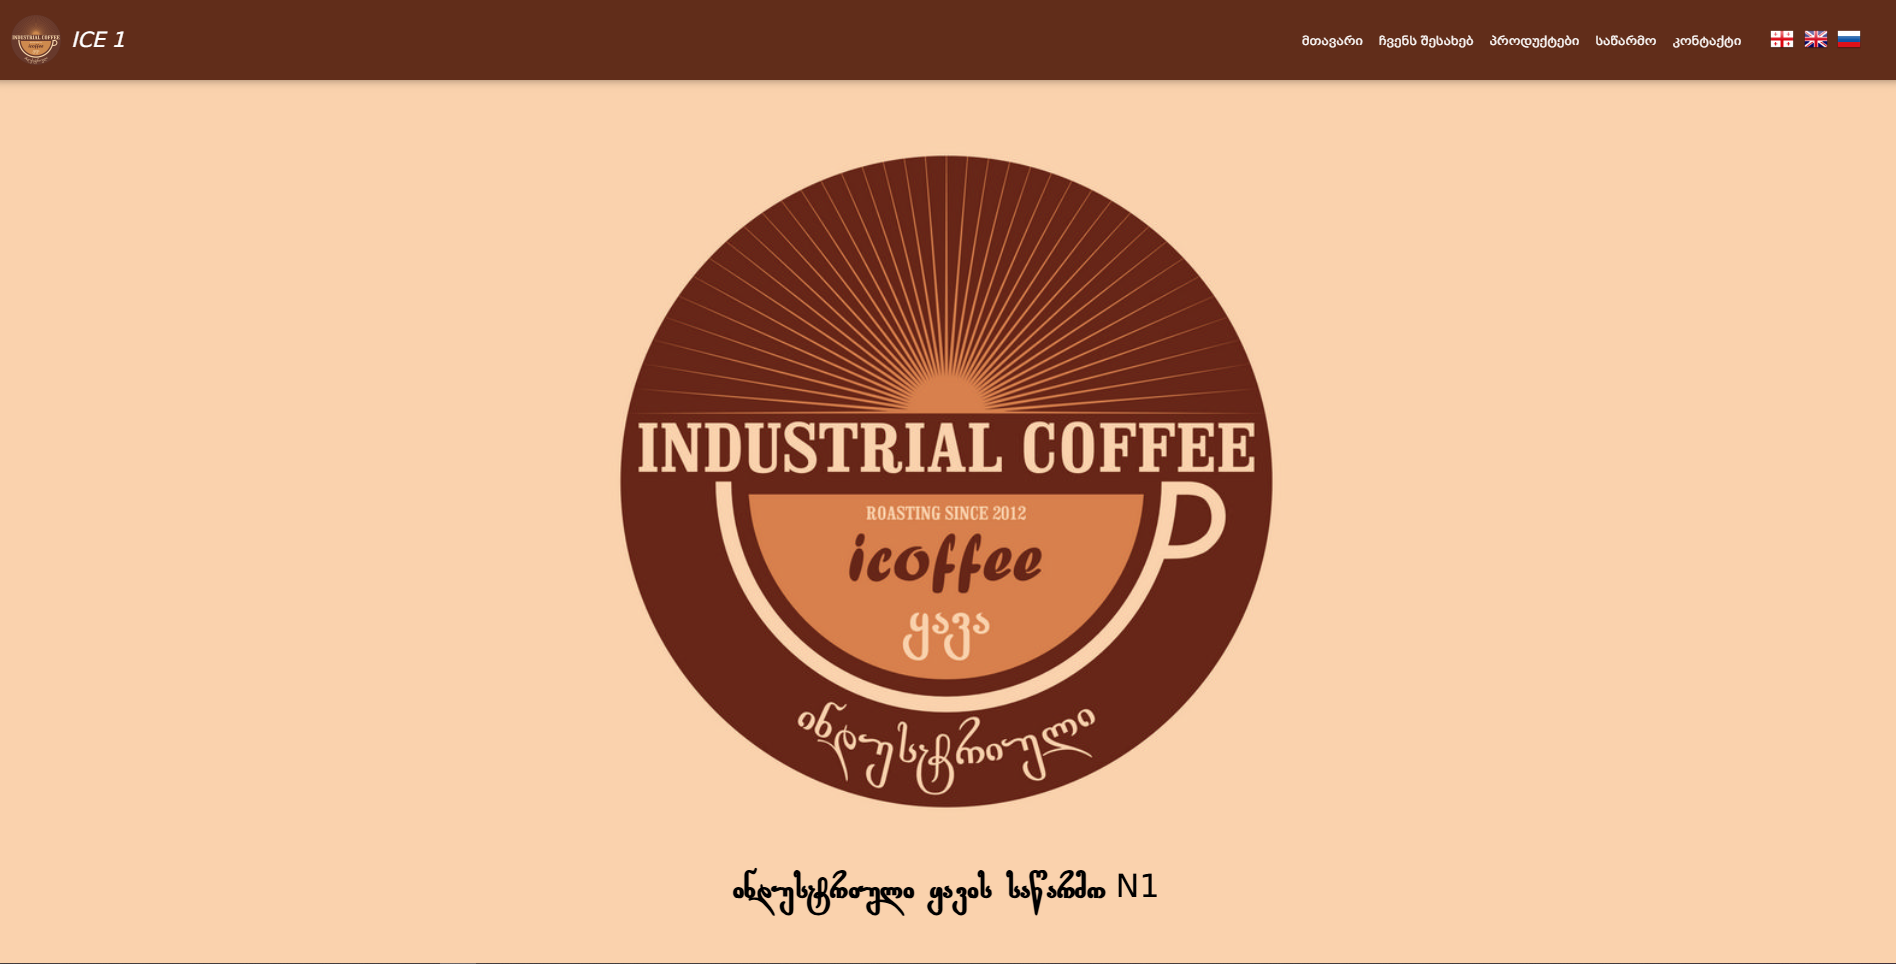 ICE 1
მთავარი ჩვენს შესახებ პროდუქტები საწარმო კონტაქტი
INDUSTRIAL COFFEE
ROASTING SINCE 2012
icoffee
ყავა
ინდუსტრიული
ინდუსტრიული ყავის საწარმო N1